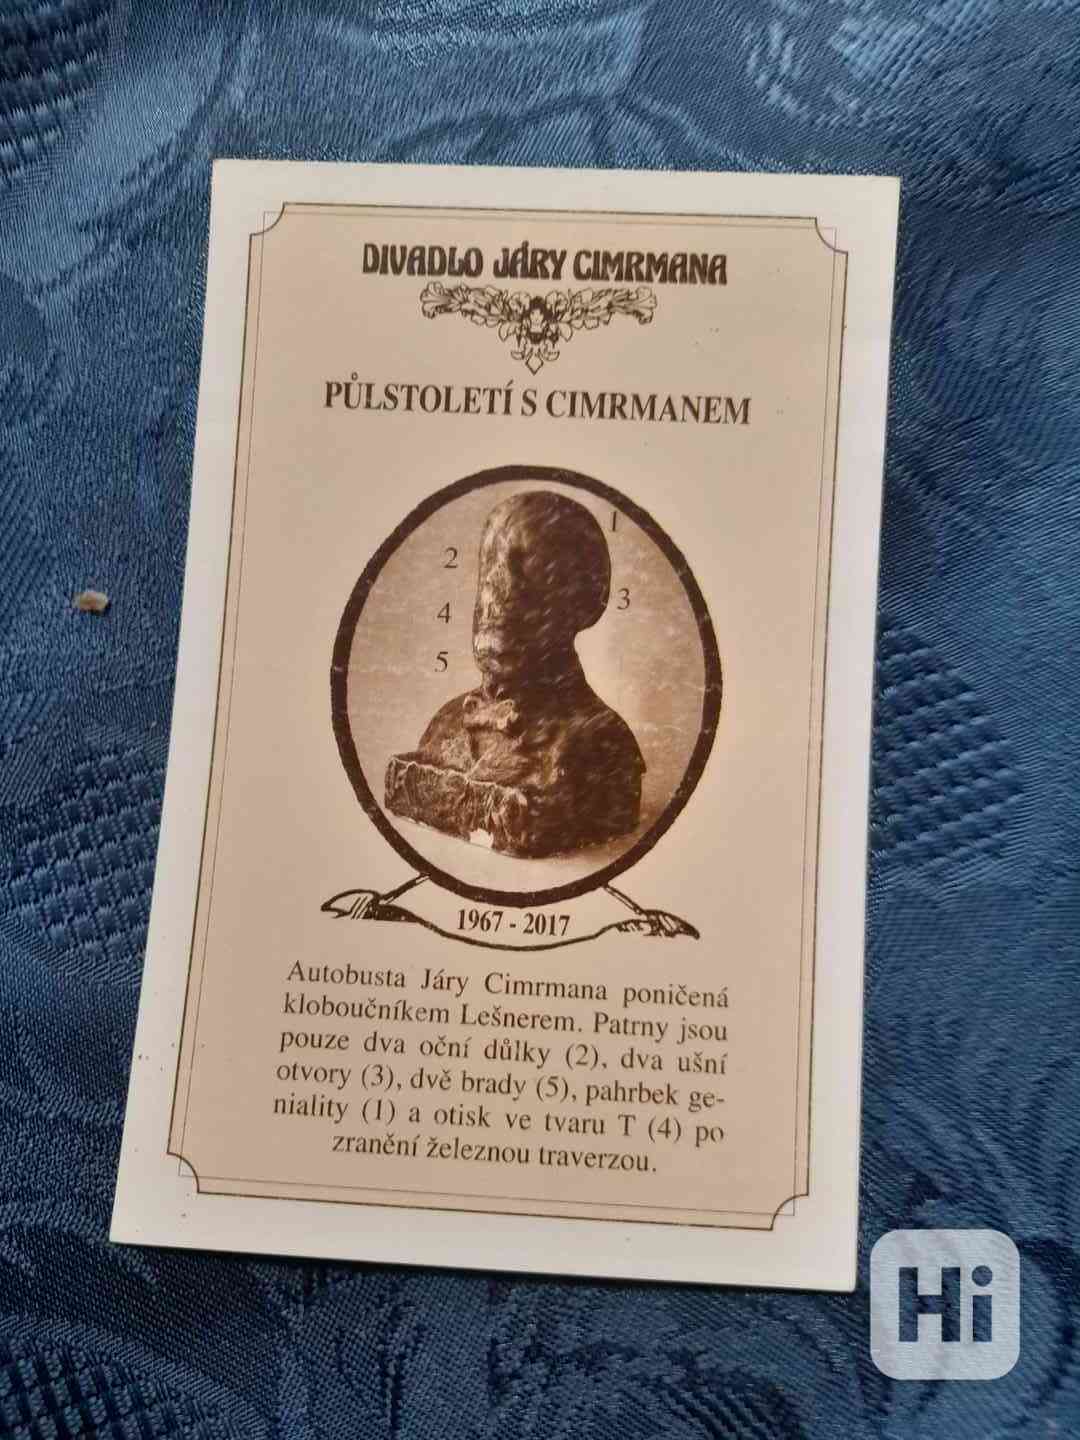 DIVADLO JÁRY CIMRMANA
PŮLSTOLETÍ S CIMRMANEM
1
2
3
4
5
1967 - 2017
Autobusta Járy Cimrmana poničená
kloboučníkem Lešnerem. Patrny jsou
pouze dva oční důlky (2), dva ušní
otvory (3), dvě brady (5), pahrbek ge-
niality (1) a otisk ve tvaru T (4) po
zranění železnou traverzou.
Hi